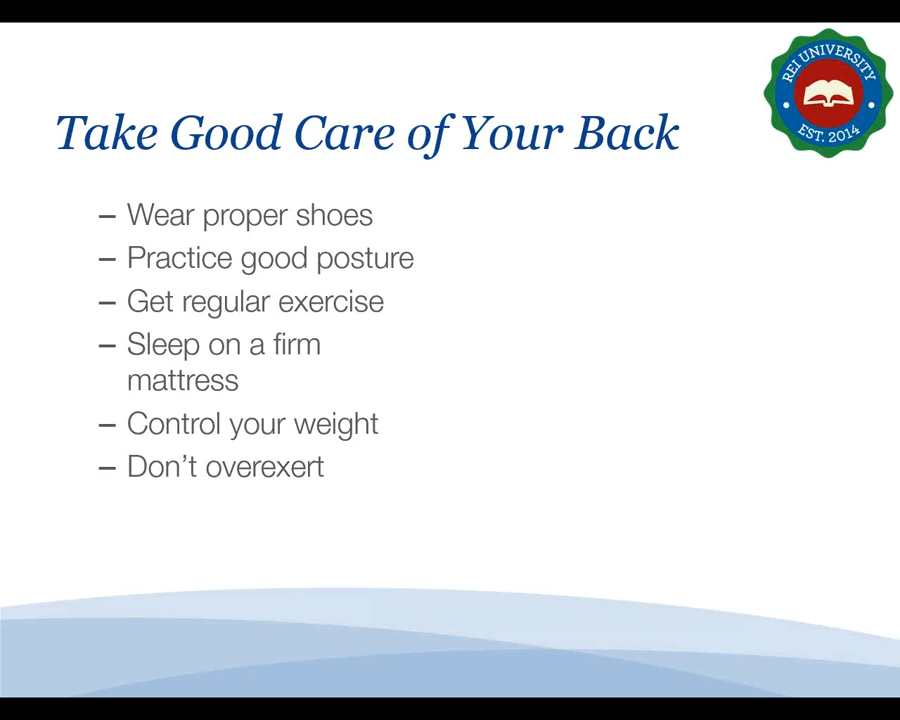 REI UNIVERSITY
EST. 2014
Take Good Care of Your Back
– Wear proper shoes
– Practice good posture
– Get regular exercise
– Sleep on a firm
mattress
– Control your weight
– Don’t overexert